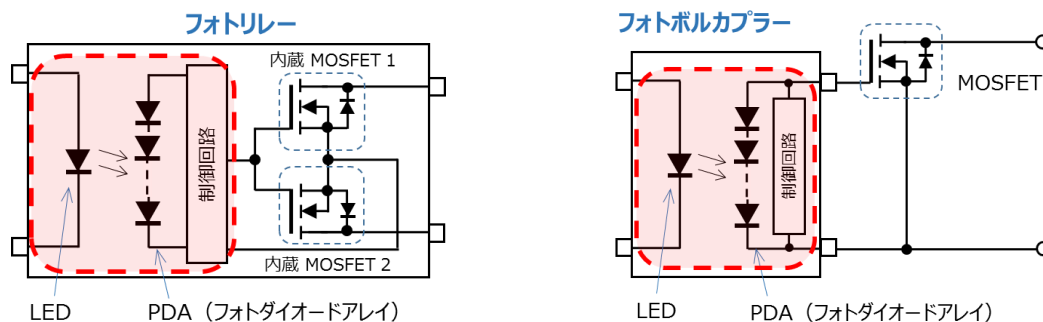 フォトリレー
内蔵 MOSFET 1
制御回路
内蔵 MOSFET 2
LED
PDA（フォトダイオードアレイ）
フォトボルカプラー
MOSFET
制御回路
LED
PDA（フォトダイオードアレイ）